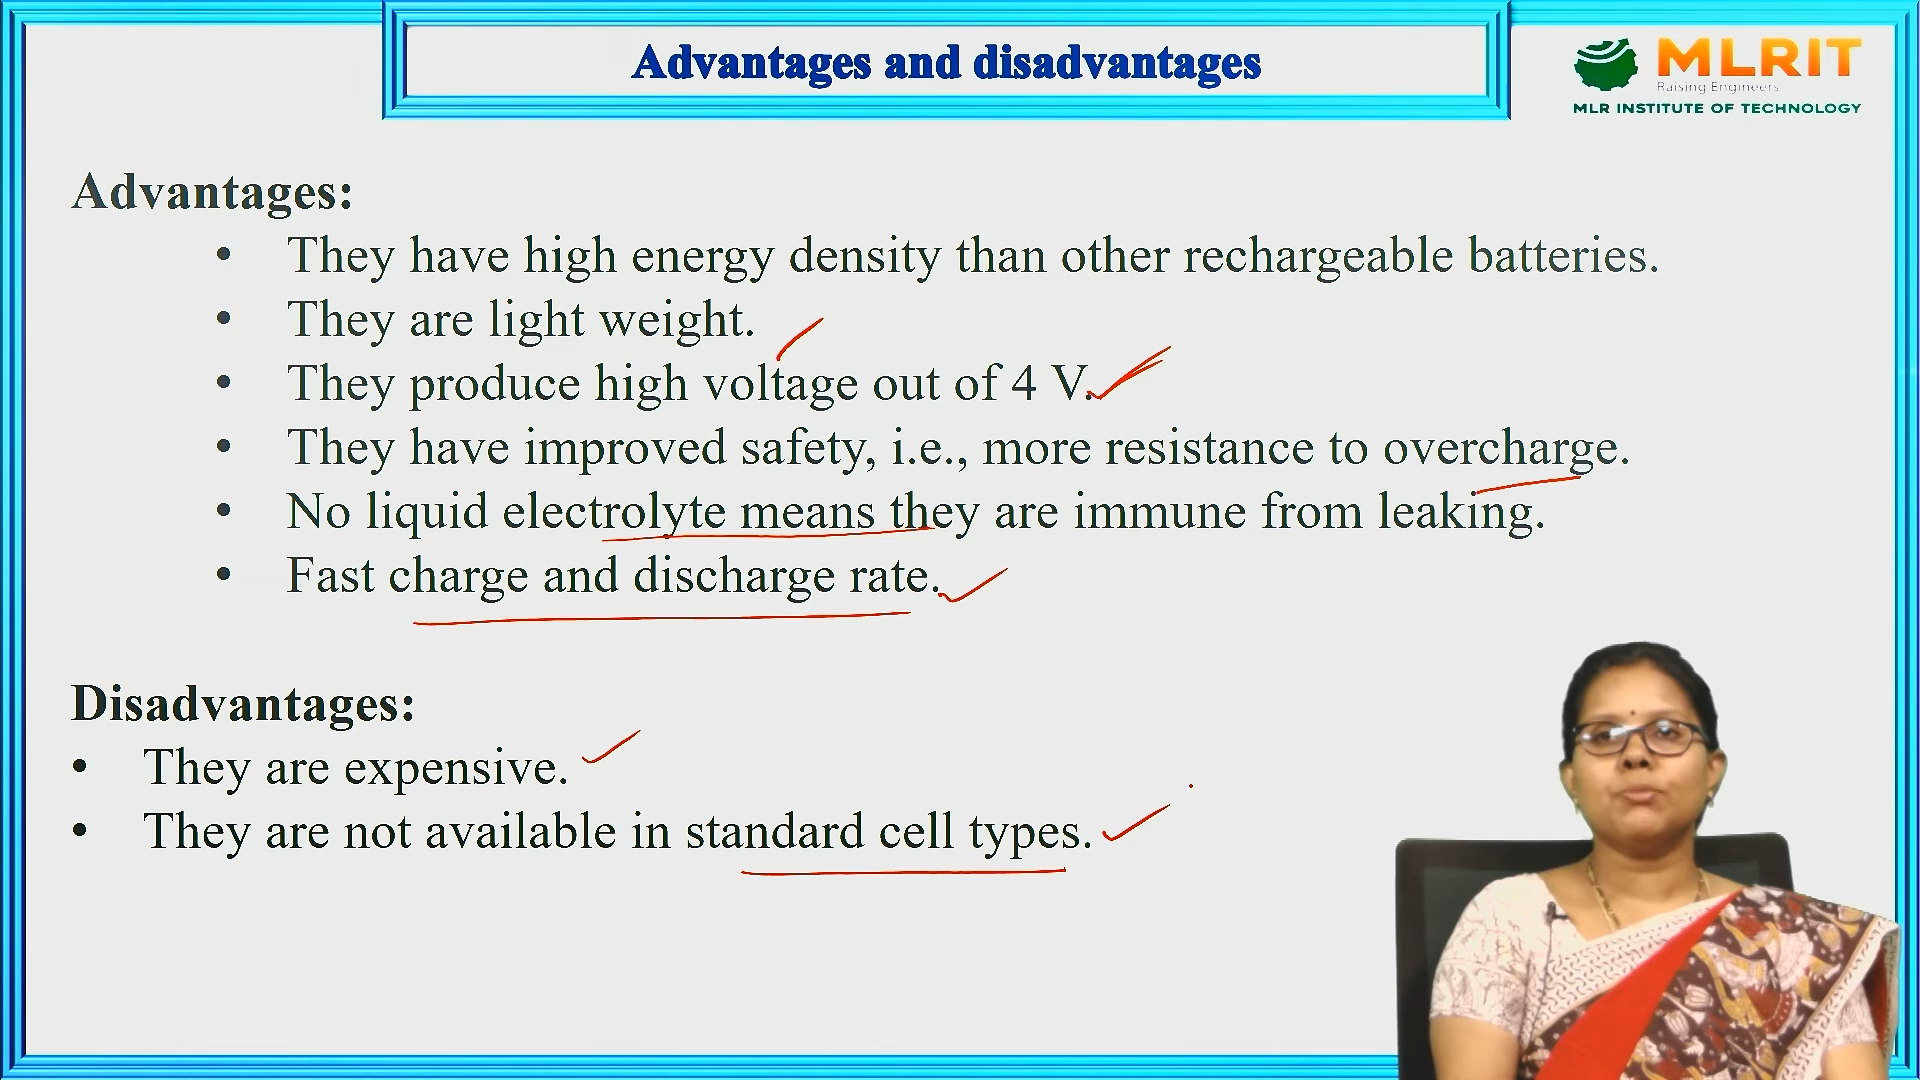 Advantages and disadvantages
MLRIT
Raising Engineers
MLR INSTITUTE OF TECHNOLOGY
Advantages:
• They have high energy density than other rechargeable batteries.
• They are light weight.
• They produce high voltage out of 4 V.
• They have improved safety, i.e., more resistance to overcharge.
• No liquid electrolyte means they are immune from leaking.
• Fast charge and discharge rate.
Disadvantages:
• They are expensive.
• They are not available in standard cell types.